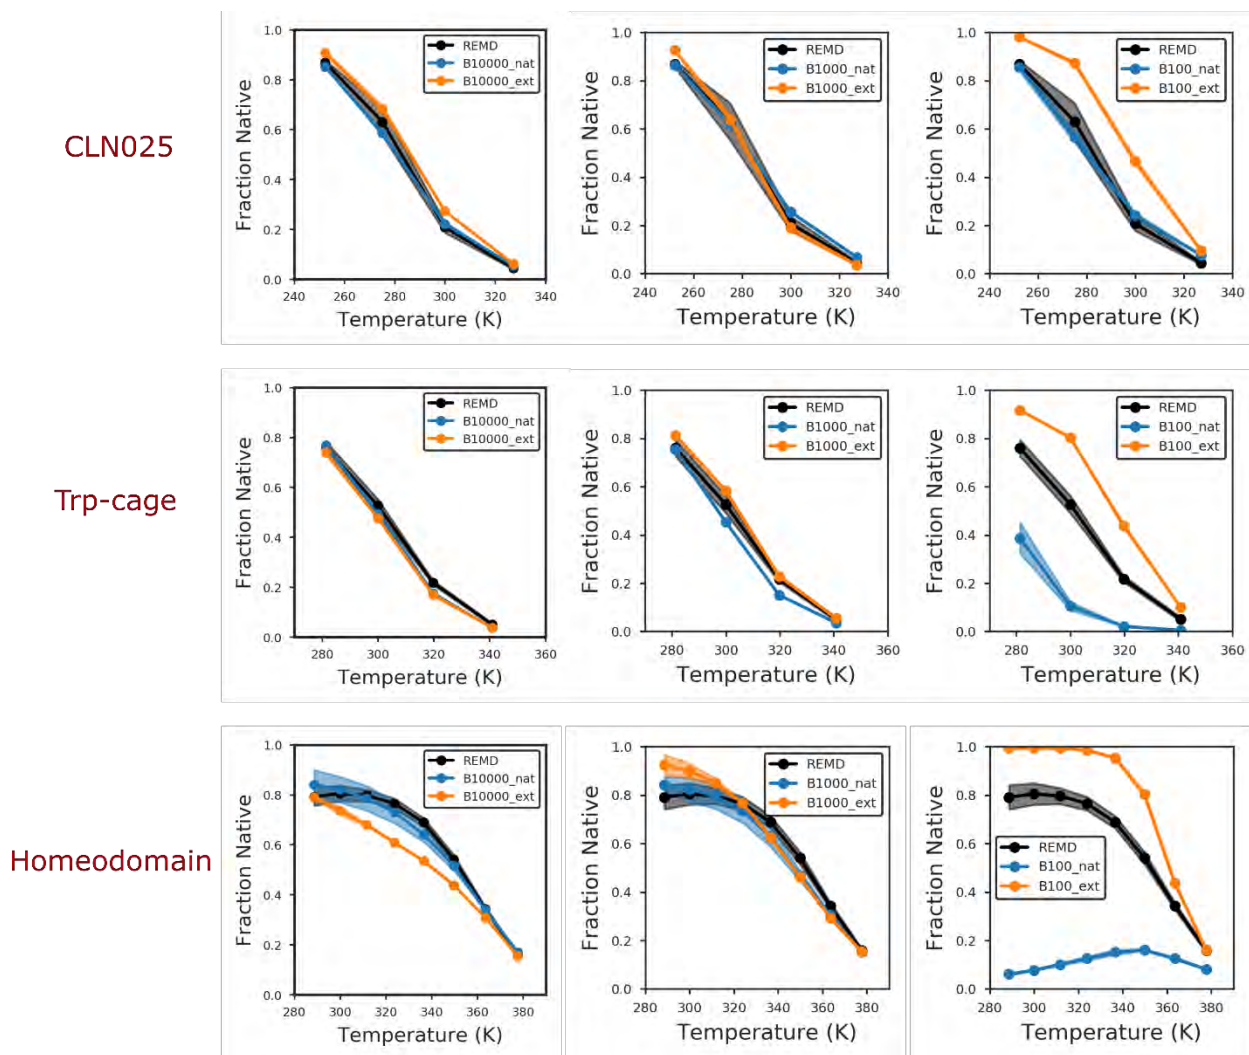 CLN025
Fraction Native
1.0
0.8
0.6
0.4
0.2
0.0
REMD
B10000_nat
B10000_ext
240 260 280 300 320 340
Temperature (K)
Fraction Native
1.0
0.8
0.6
0.4
0.2
0.0
REMD
B1000_nat
B1000_ext
240 260 280 300 320 340
Temperature (K)
Fraction Native
1.0
0.8
0.6
0.4
0.2
0.0
REMD
B100_nat
B100_ext
240 260 280 300 320 340
Temperature (K)
Trp-cage
Fraction Native
1.0
0.8
0.6
0.4
0.2
0.0
REMD
B10000_nat
B10000_ext
280 300 320 340 360
Temperature (K)
Fraction Native
1.0
0.8
0.6
0.4
0.2
0.0
REMD
B1000_nat
B1000_ext
280 300 320 340 360
Temperature (K)
Fraction Native
1.0
0.8
0.6
0.4
0.2
0.0
REMD
B100_nat
B100_ext
280 300 320 340 360
Temperature (K)
Homeodomain
Fraction Native
1.0
0.8
0.6
0.4
0.2
0.0
REMD
B10000_nat
B10000_ext
280 300 320 340 360 380
Temperature (K)
Fraction Native
1.0
0.8
0.6
0.4
0.2
0.0
REMD
B1000_nat
B1000_ext
280 300 320 340 360 380
Temperature (K)
Fraction Native
1.0
0.8
0.6
0.4
0.2
0.0
REMD
B100_nat
B100_ext
280 300 320 340 360 380
Temperature (K)